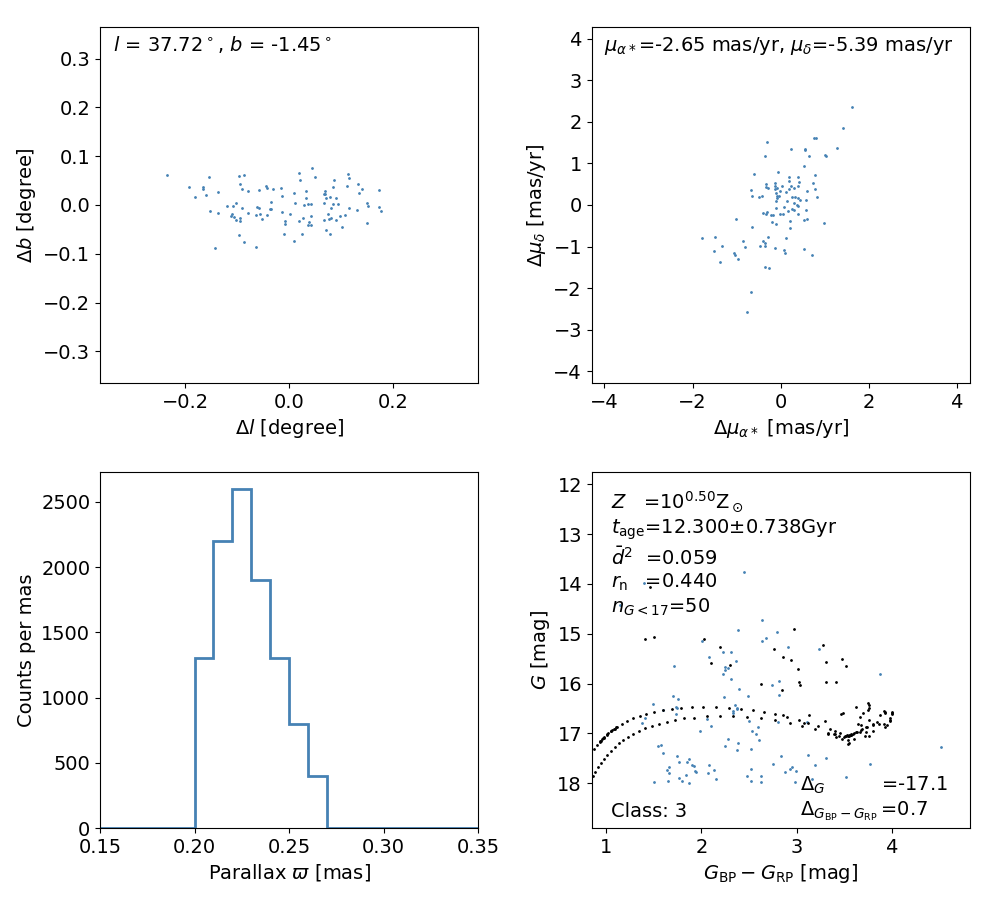 l = 37.72°, b = -1.45°
0.3
0.2
0.1
0.0
−0.1
−0.2
−0.3
Δb [degree]
−0.2 0.0 0.2
Δl [degree]
μα*=-2.65 mas/yr, μδ=-5.39 mas/yr
4
3
2
1
0
−1
−2
−3
−4
Δμδ [mas/yr]
−4 −2 0 2 4
Δμα* [mas/yr]
2500
2000
1500
1000
500
0
Counts per mas
0.15 0.20 0.25 0.30 0.35
Parallax ϖ [mas]
12
13
14
15
16
17
18
G [mag]
Z =10^0.50 Z⊙
t_age=12.300±0.738Gyr
d̄² =0.059
r_n =0.440
n_G<17=50
Δ_G =-17.1
Δ_GBP−GRP =0.7
Class: 3
1 2 3 4
G_BP − G_RP [mag]